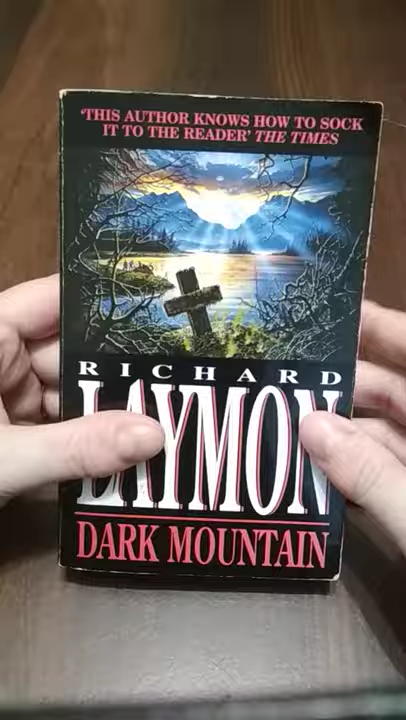 'THIS AUTHOR KNOWS HOW TO SOCK
IT TO THE READER' THE TIMES
RICHARD
LAYMON
DARK MOUNTAIN